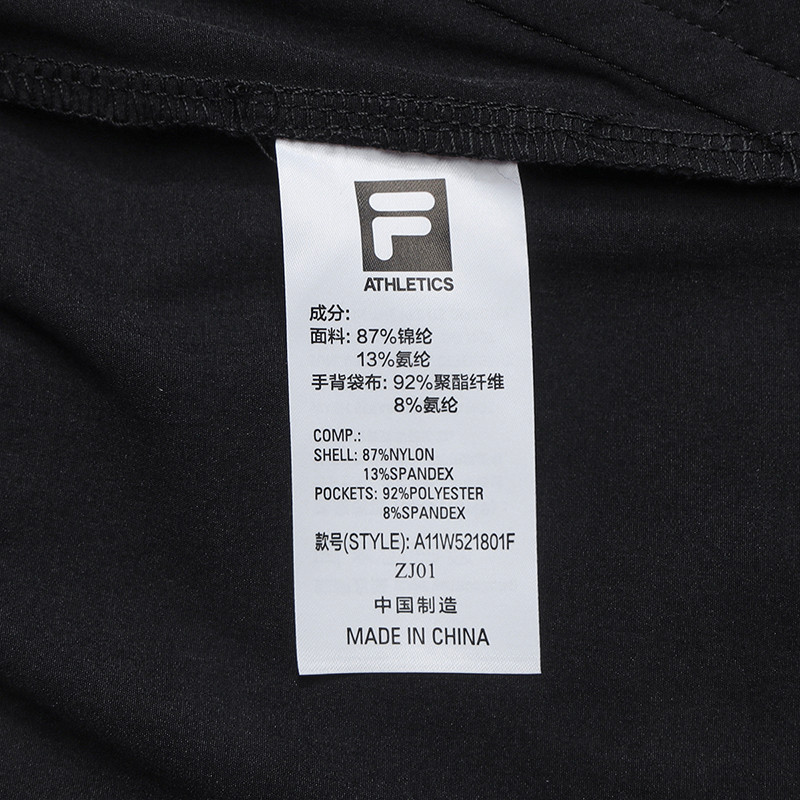 F
ATHLETICS
成分:
面料: 87%锦纶
13%氨纶
手背袋布: 92%聚酯纤维
8%氨纶
COMP.:
SHELL: 87%NYLON
13%SPANDEX
POCKETS: 92%POLYESTER
8%SPANDEX
款号(STYLE): A11W521801F
ZJ01
中国制造
MADE IN CHINA